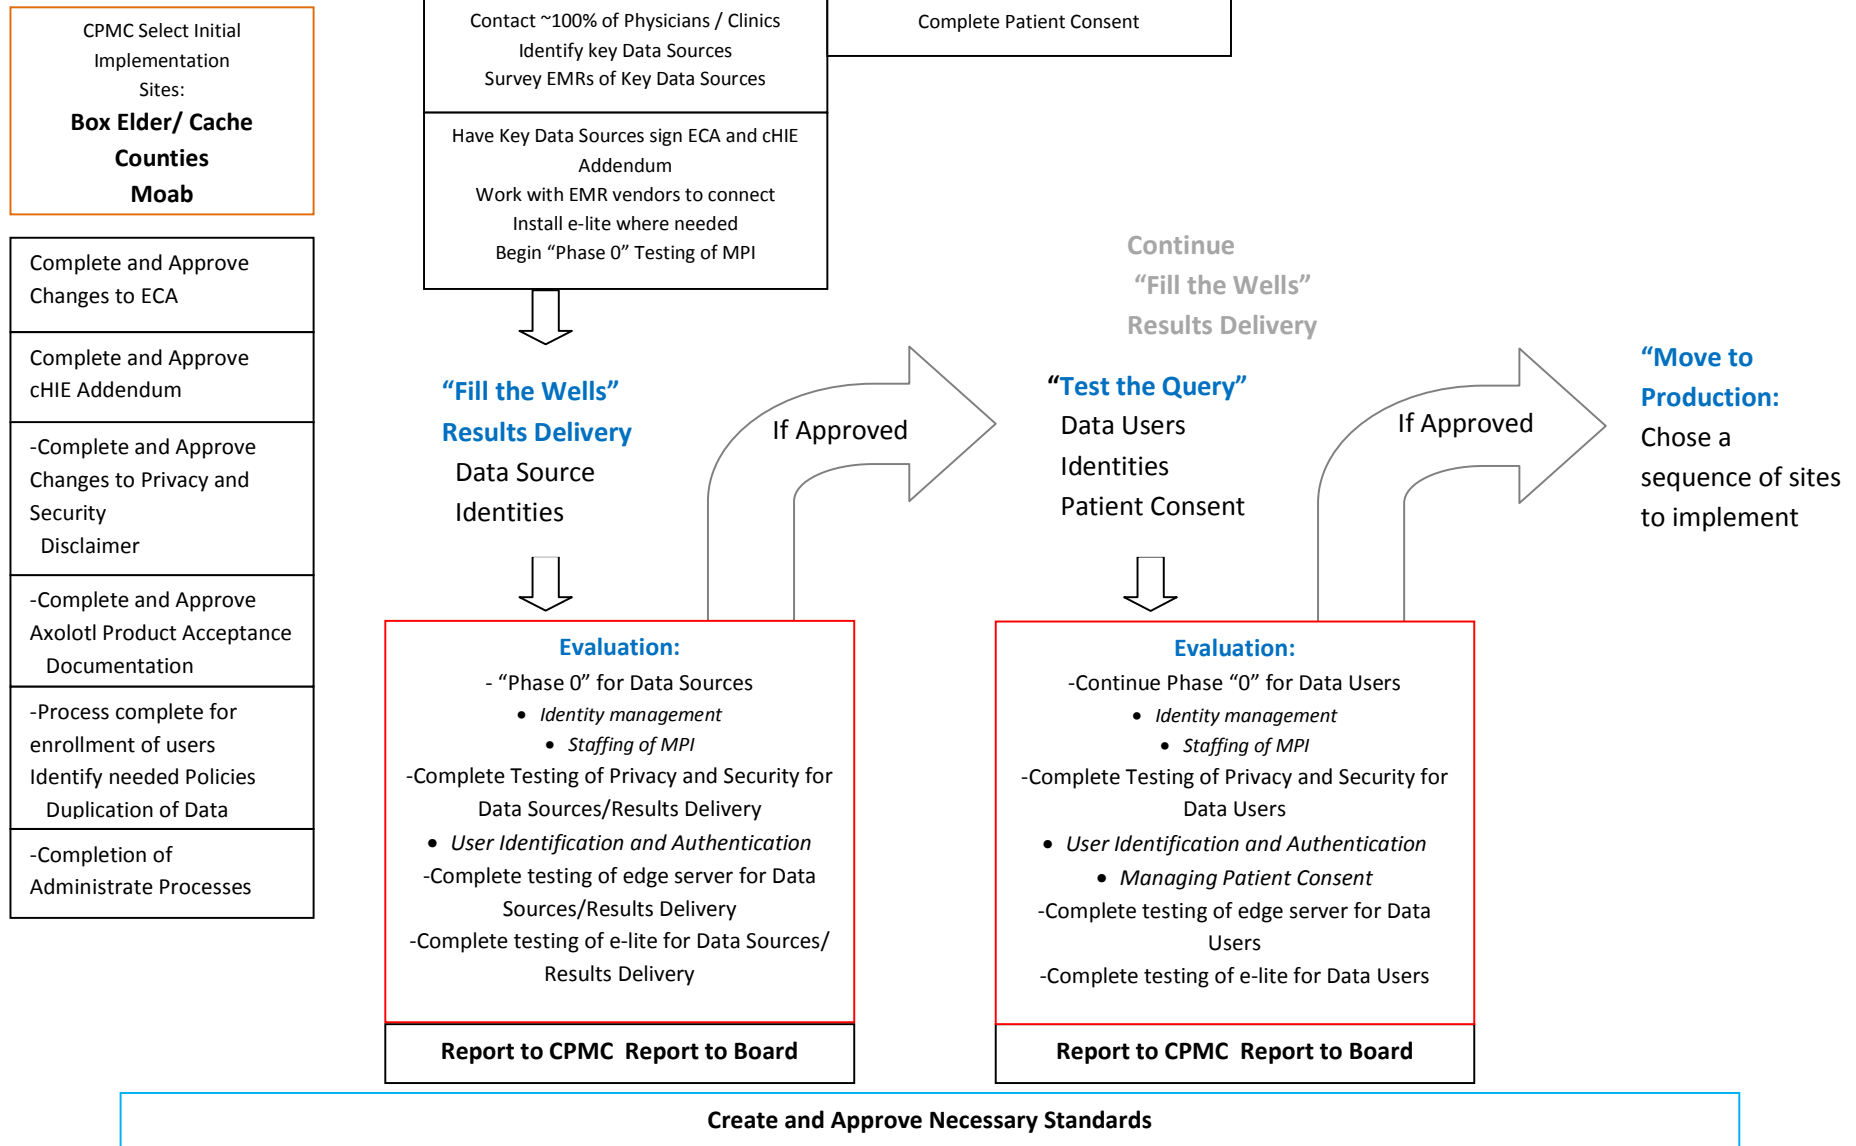 CPMC Select Initial
Implementation
Sites:
Box Elder/ Cache
Counties
Moab
Complete and Approve
Changes to ECA
Complete and Approve
cHIE Addendum
-Complete and Approve
Changes to Privacy and
Security
Disclaimer
-Complete and Approve
Axolotl Product Acceptance
Documentation
-Process complete for
enrollment of users
Identify needed Policies
Duplication of Data
-Completion of
Administrate Processes
Contact ~100% of Physicians / Clinics
Identify key Data Sources
Survey EMRs of Key Data Sources
Complete Patient Consent
Have Key Data Sources sign ECA and cHIE
Addendum
Work with EMR vendors to connect
Install e-lite where needed
Begin “Phase 0” Testing of MPI
“Fill the Wells”
Results Delivery
Data Source
Identities
If Approved
Evaluation:
- “Phase 0” for Data Sources
• Identity management
• Staffing of MPI
-Complete Testing of Privacy and Security for
Data Sources/Results Delivery
• User Identification and Authentication
-Complete testing of edge server for Data
Sources/Results Delivery
-Complete testing of e-lite for Data Sources/
Results Delivery
Report to CPMC  Report to Board
Continue
“Fill the Wells”
Results Delivery
“Test the Query”
Data Users
Identities
Patient Consent
If Approved
Evaluation:
-Continue Phase “0” for Data Users
• Identity management
• Staffing of MPI
-Complete Testing of Privacy and Security for
Data Users
• User Identification and Authentication
• Managing Patient Consent
-Complete testing of edge server for Data
Users
-Complete testing of e-lite for Data Users
Report to CPMC  Report to Board
“Move to
Production:
Chose a
sequence of sites
to implement
Create and Approve Necessary Standards